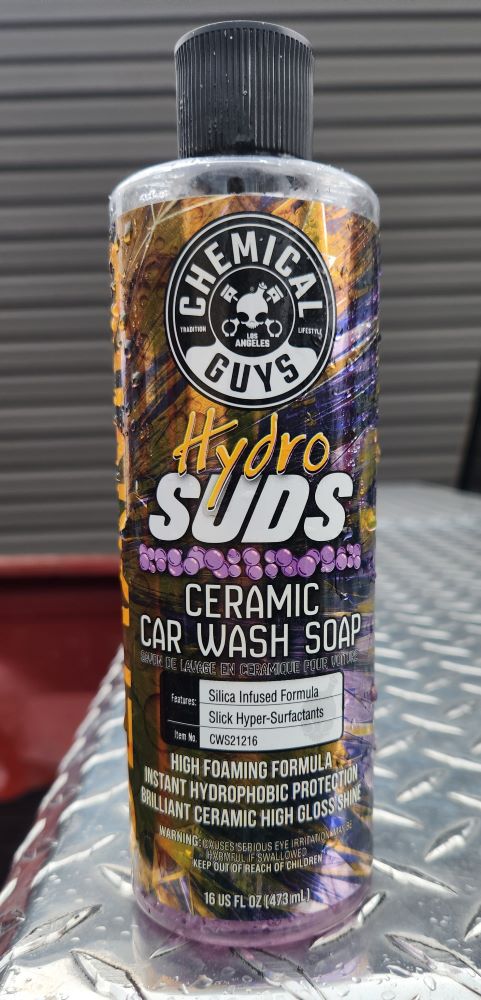 CHEMICAL
TRADITION
LIFESTYLE
LOS
ANGELES
GUYS
Hydro
SUDS
CERAMIC
CAR WASH SOAP
SAVON DE LAVAGE EN CERAMIQUE POUR VOITURE
Features: Silica Infused Formula
Slick Hyper-Surfactants
Item No. CWS21216
HIGH FOAMING FORMULA
INSTANT HYDROPHOBIC PROTECTION
BRILLIANT CERAMIC HIGH GLOSS SHINE
WARNING: CAUSES SERIOUS EYE IRRITATION. MAY BE
HARMFUL IF SWALLOWED.
KEEP OUT OF REACH OF CHILDREN
16 US FL OZ (473 mL)